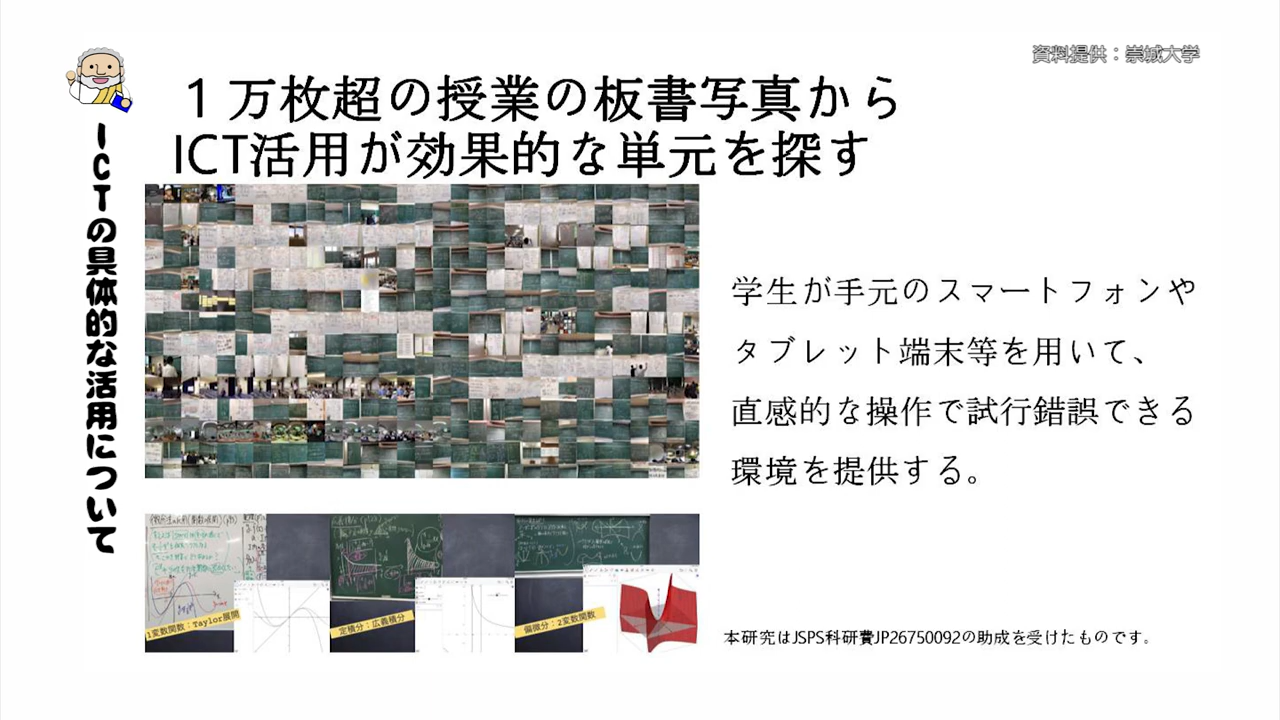 資料提供：崇城大学
１万枚超の授業の板書写真から
ICT活用が効果的な単元を探す
ICTの具体的な活用について
学生が手元のスマートフォンや
タブレット端末等を用いて、
直感的な操作で試行錯誤できる
環境を提供する。
1変数関数：Taylor展開
定積分：広義積分
偏微分：2変数関数
本研究はJSPS科研費JP26750092の助成を受けたものです。